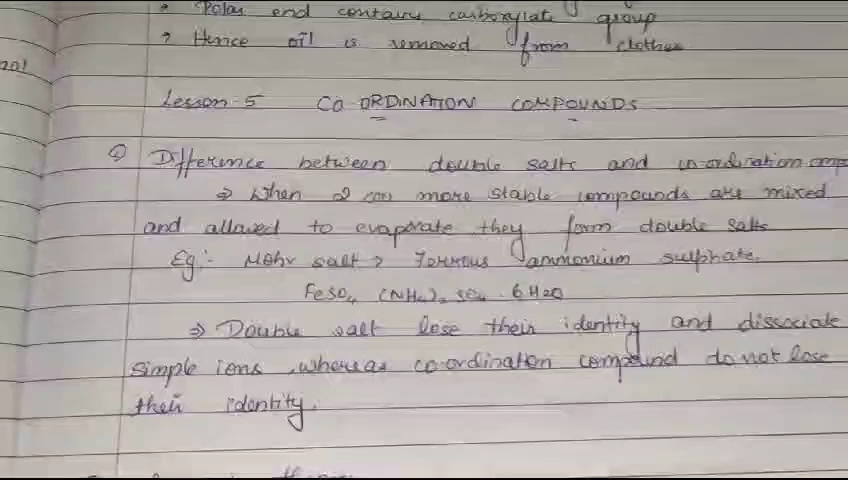 • Polar end contains carboxylate group
• Hence oil is removed from clothes
201
Lesson-5 CO-ORDINATION COMPOUNDS
Q Difference between double salts and co-ordination comp
⇒ When 2 or more stable compounds are mixed
and allowed to evaporate they form double salts
Eg:- Mohr salt > Ferrous ammonium sulphate.
FeSO4 (NH4)2 SO4 . 6H2O
⇒ Double salt lose their identity and dissociate
simple ions, whereas co-ordination compound do not lose
their identity.